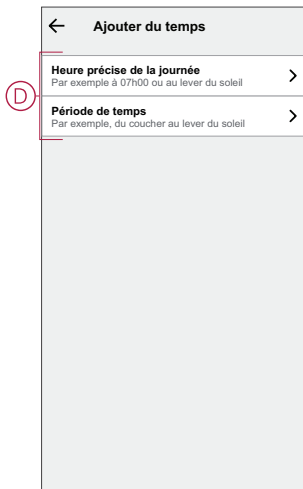 Ajouter du temps
Heure précise de la journée
Par exemple à 07h00 ou au lever du soleil
D
Période de temps
Par exemple, du coucher au lever du soleil